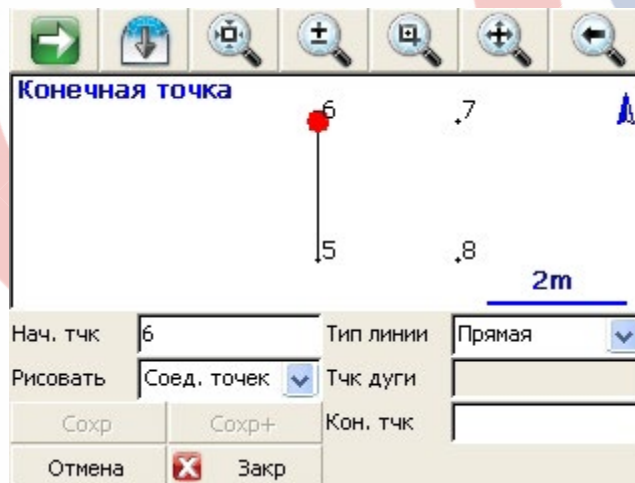 Конечная точка
6
7
5
8
2m
Нач. тчк 6 Тип линии Прямая
Рисовать Соед. точек Тчк дуги
Сохр Сохр+ Кон. тчк
Отмена Закр